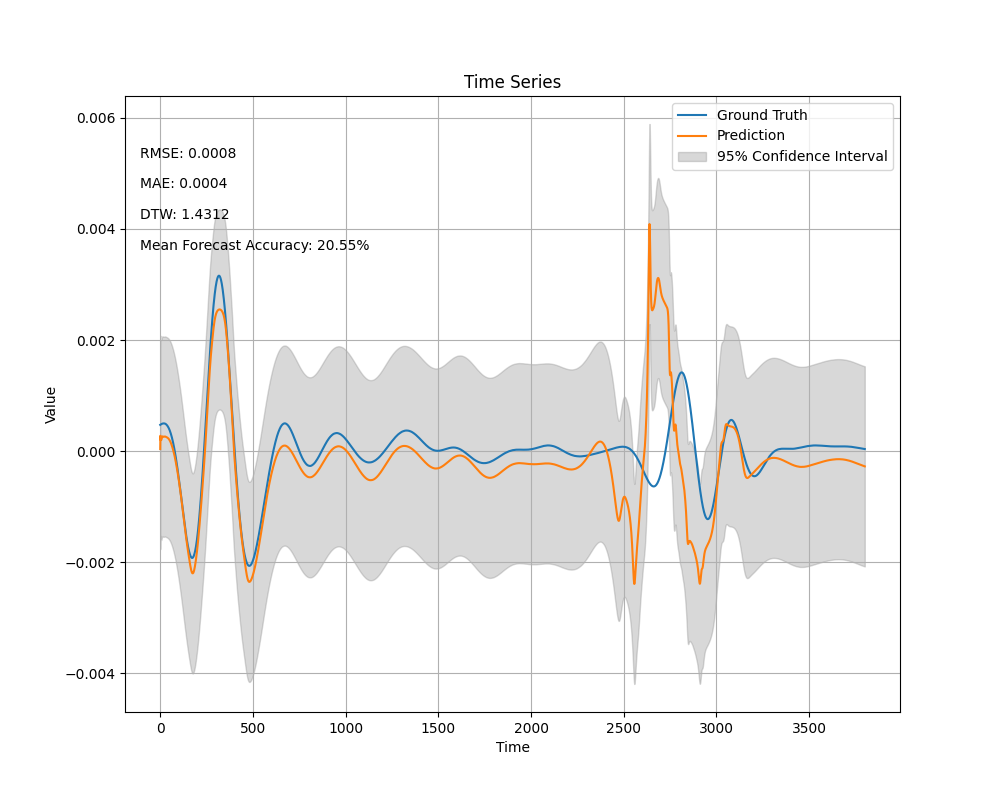 Time Series
Ground Truth
Prediction
95% Confidence Interval
RMSE: 0.0008
MAE: 0.0004
DTW: 1.4312
Mean Forecast Accuracy: 20.55%
0.006
0.004
0.002
0.000
−0.002
−0.004
Value
0 500 1000 1500 2000 2500 3000 3500
Time